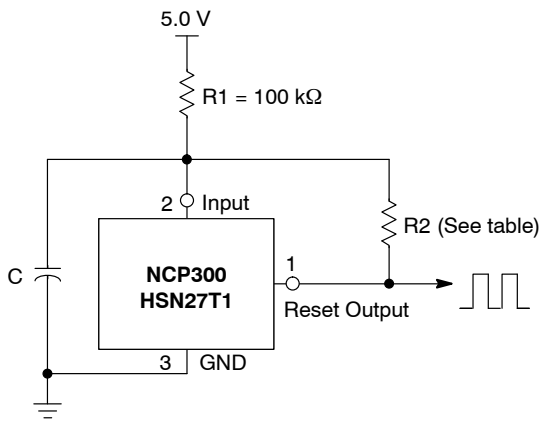 5.0 V
R1 = 100 kΩ
2 Input
R2 (See table)
C
NCP300
HSN27T1
1
Reset Output
3 GND